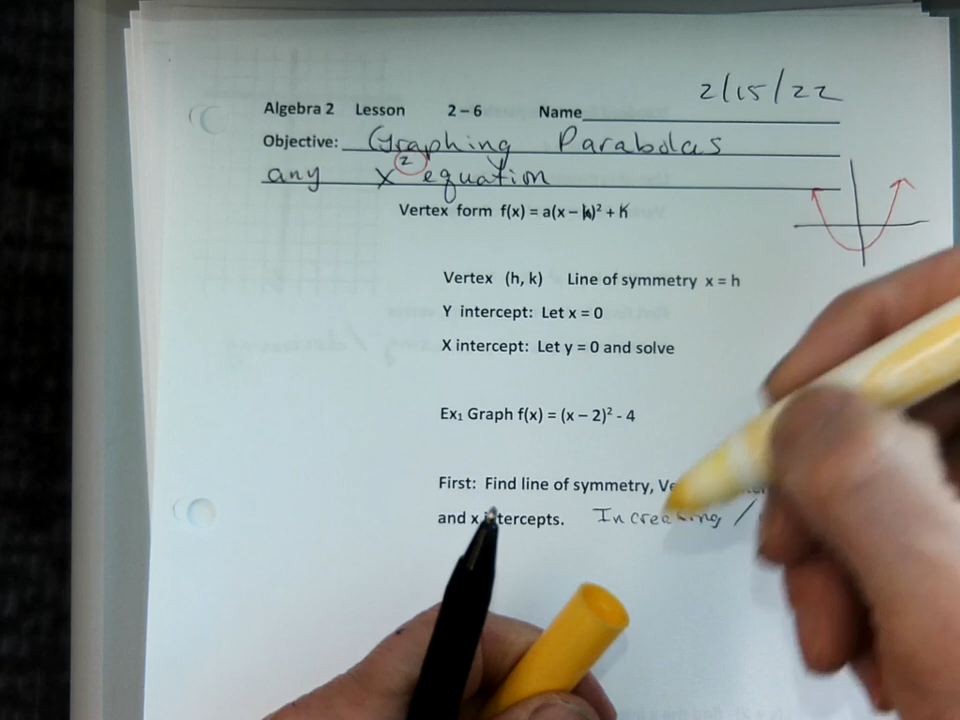 2/15/22
Algebra 2 Lesson 2 – 6 Name
Objective: Graphing Parabolas
any x² equation
Vertex form f(x) = a(x – h)² + K
Vertex (h, k) Line of symmetry x = h
Y intercept: Let x = 0
X intercept: Let y = 0 and solve
Ex₁ Graph f(x) = (x – 2)² - 4
First: Find line of symmetry,
and x intercepts. Increasing /